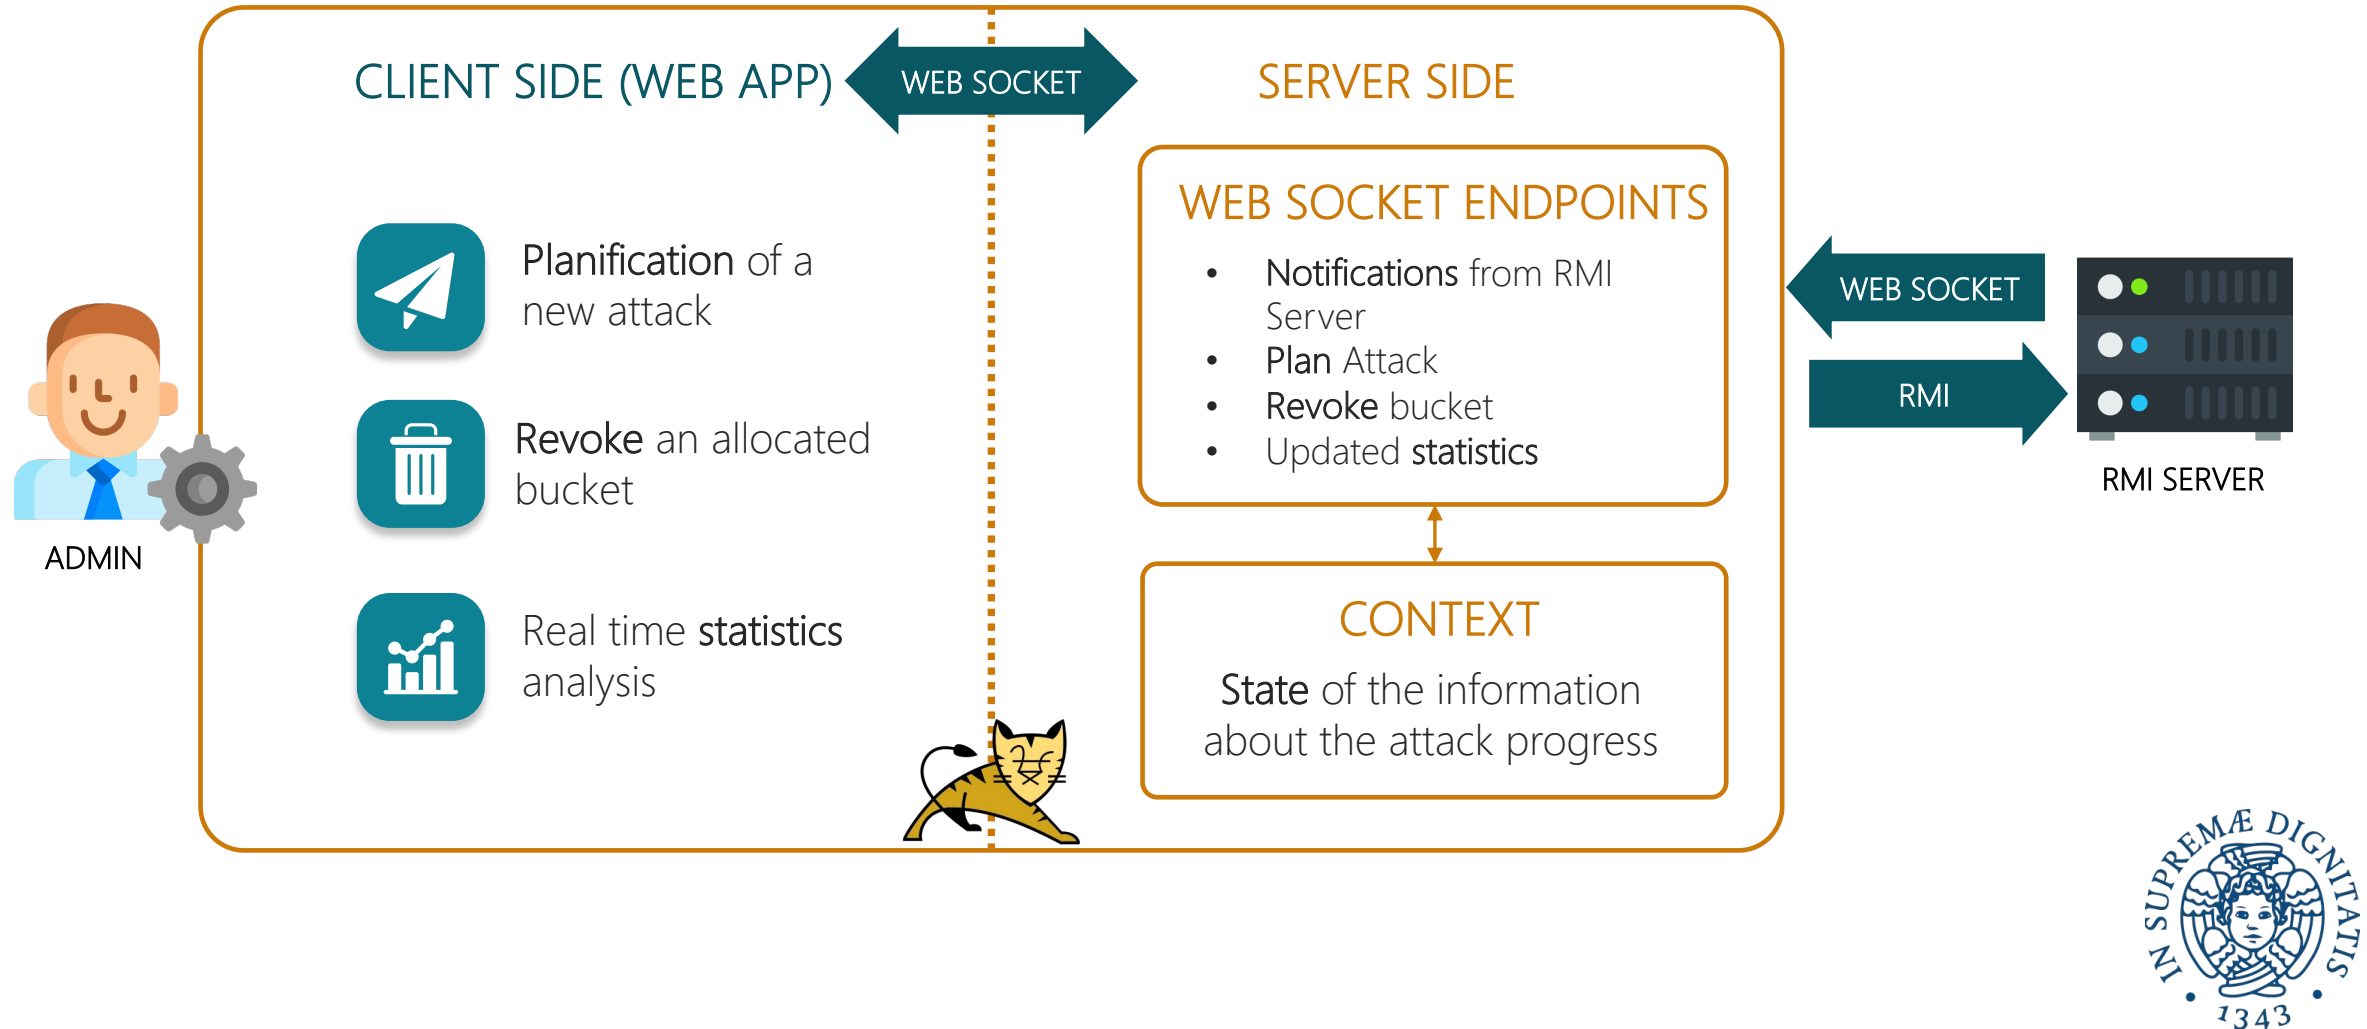 CLIENT SIDE (WEB APP)
WEB SOCKET
SERVER SIDE
Planification of a
new attack
Revoke an allocated
bucket
Real time statistics
analysis
ADMIN
WEB SOCKET ENDPOINTS
• Notifications from RMI
Server
• Plan Attack
• Revoke bucket
• Updated statistics
CONTEXT
State of the information
about the attack progress
WEB SOCKET
RMI
RMI SERVER
IN SUPREMÆ DIGNITATIS
• 1343 •